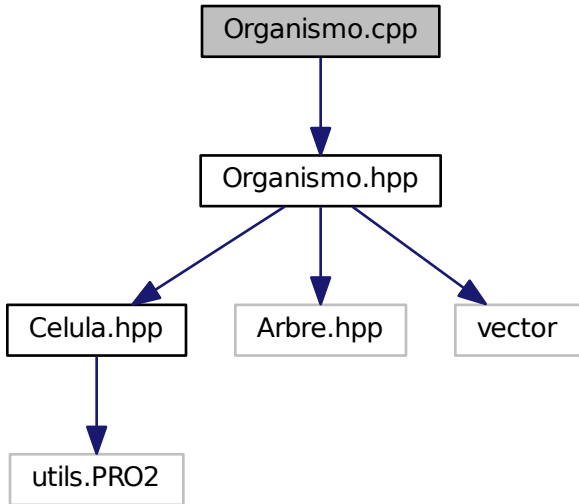 Organismo.cpp
Organismo.hpp
Celula.hpp
Arbre.hpp
vector
utils.PRO2